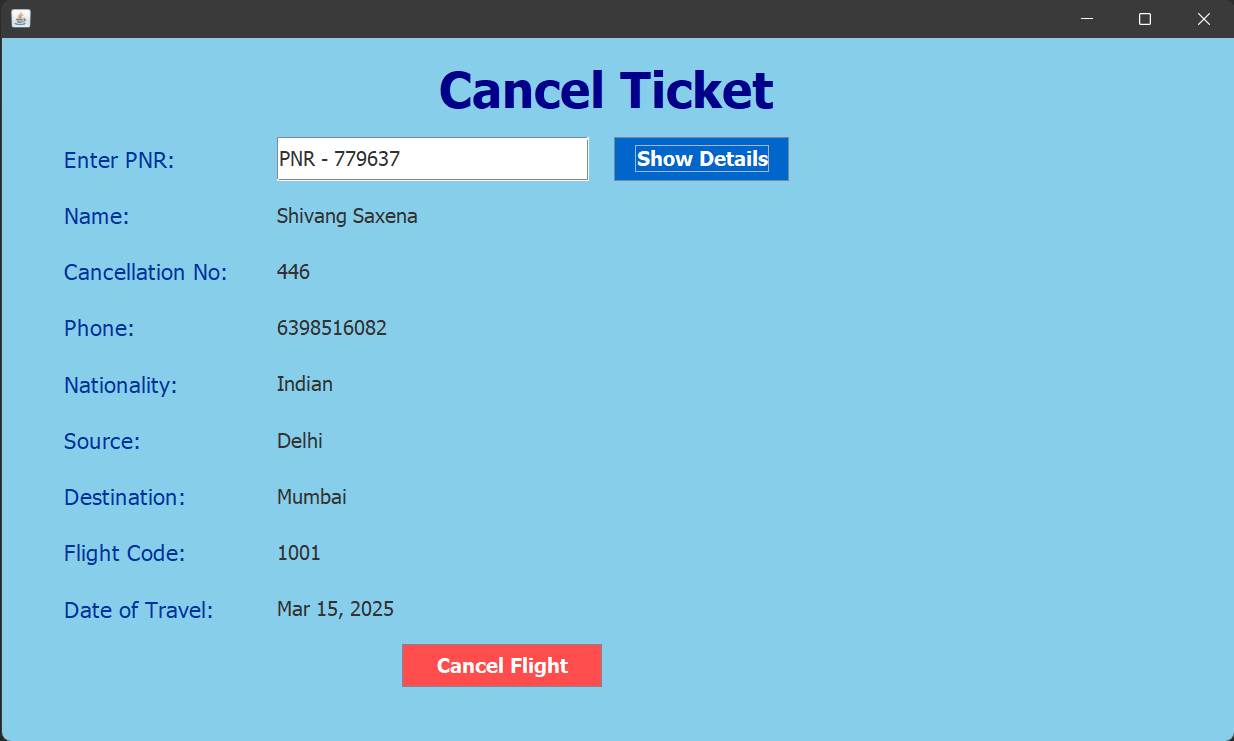 Cancel Ticket
Enter PNR: PNR - 779637 Show Details
Name: Shivang Saxena
Cancellation No: 446
Phone: 6398516082
Nationality: Indian
Source: Delhi
Destination: Mumbai
Flight Code: 1001
Date of Travel: Mar 15, 2025
Cancel Flight